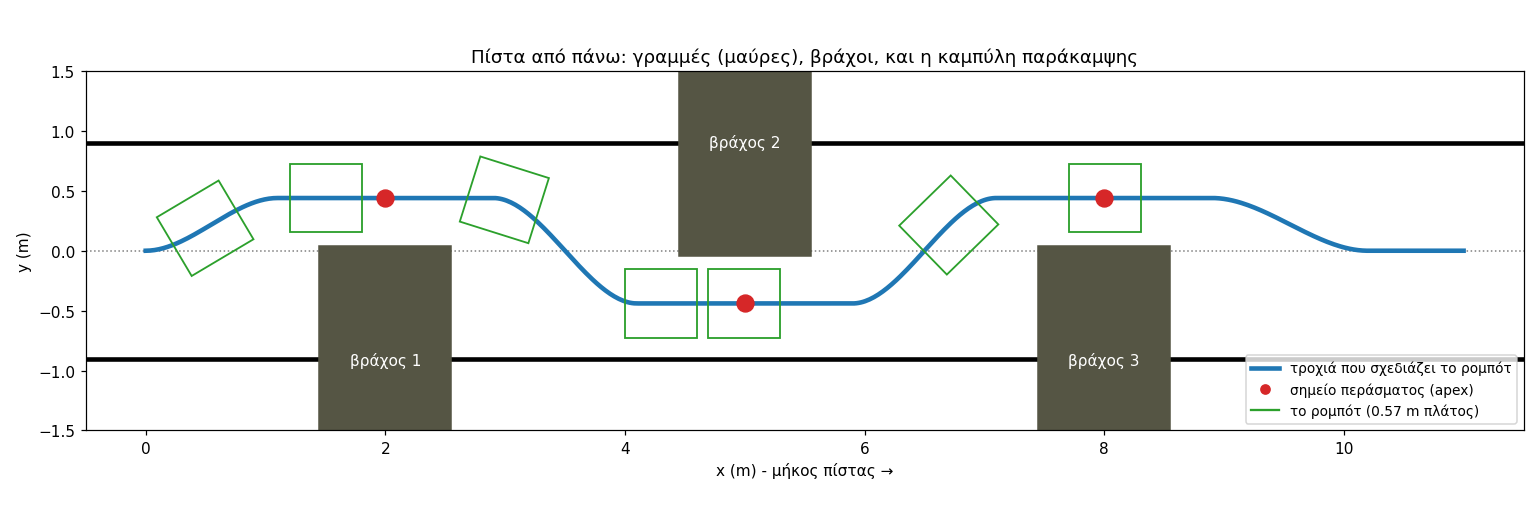 Πίστα από πάνω: γραμμές (μαύρες), βράχοι, και η καμπύλη παράκαμψης
1.5
1.0
0.5
0.0
−0.5
−1.0
−1.5
y (m)
βράχος 2
βράχος 1
βράχος 3
τροχιά που σχεδιάζει το ρομπότ
σημείο περάσματος (apex)
το ρομπότ (0.57 m πλάτος)
0
2
4
6
8
10
x (m) - μήκος πίστας →